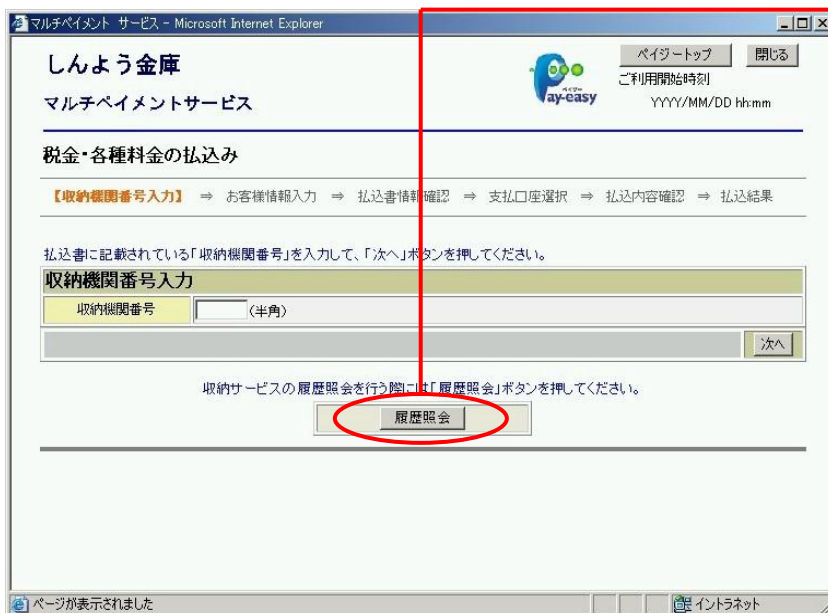 マルチペイメント サービス - Microsoft Internet Explorer
しんよう金庫
マルチペイメントサービス
ペイジー
Pay-easy
ペイジートップ 閉じる
ご利用開始時刻
YYYY/MM/DD hh:mm
税金・各種料金の払込み
【収納機関番号入力】 ⇒ お客様情報入力 ⇒ 払込書情報確認 ⇒ 支払口座選択 ⇒ 払込内容確認 ⇒ 払込結果
払込書に記載されている「収納機関番号」を入力して、「次へ」ボタンを押してください。
収納機関番号入力
収納機関番号 (半角)
次へ
収納サービスの履歴照会を行う際には「履歴照会」ボタンを押してください。
履歴照会
ページが表示されました イントラネット